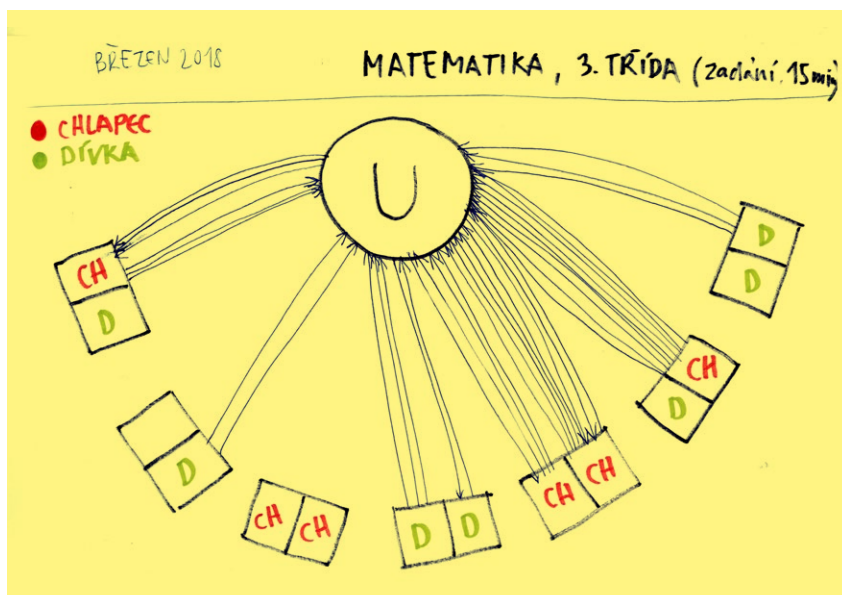 BŘEZEN 2018
MATEMATIKA, 3. TŘÍDA (zadání 15 min)
CHLAPEC
DÍVKA
U
CH
D
D
D
D
CH
D
D
CH CH
D D
CH CH